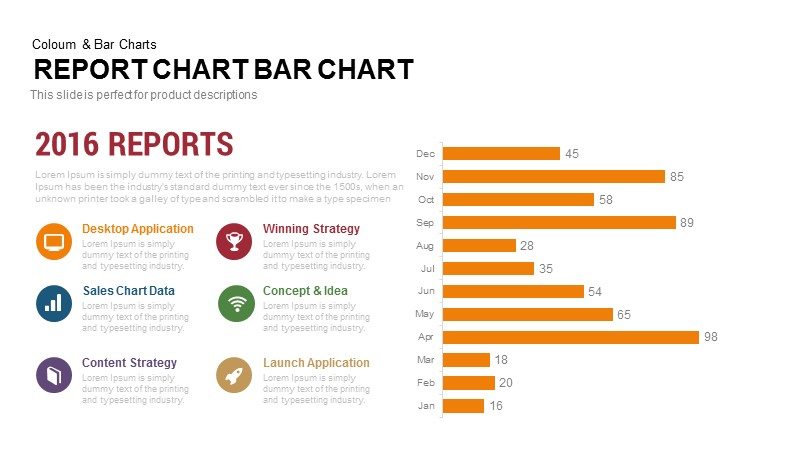 Coloum & Bar Charts
REPORT CHART BAR CHART
This slide is perfect for product descriptions
2016 REPORTS
Lorem Ipsum is simply dummy text of the printing and typesetting industry. Lorem
Ipsum has been the industry's standard dummy text ever since the 1500s, when an
unknown printer took a galley of type and scrambled it to make a type specimen
Desktop Application
Lorem Ipsum is simply
dummy text of the printing
and typesetting industry.
Winning Strategy
Lorem Ipsum is simply
dummy text of the printing
and typesetting industry.
Sales Chart Data
Lorem Ipsum is simply
dummy text of the printing
and typesetting industry.
Concept & Idea
Lorem Ipsum is simply
dummy text of the printing
and typesetting industry.
Content Strategy
Lorem Ipsum is simply
dummy text of the printing
and typesetting industry.
Launch Application
Lorem Ipsum is simply
dummy text of the printing
and typesetting industry.
Dec 45
Nov 85
Oct 58
Sep 89
Aug 28
Jul 35
Jun 54
May 65
Apr 98
Mar 18
Feb 20
Jan 16